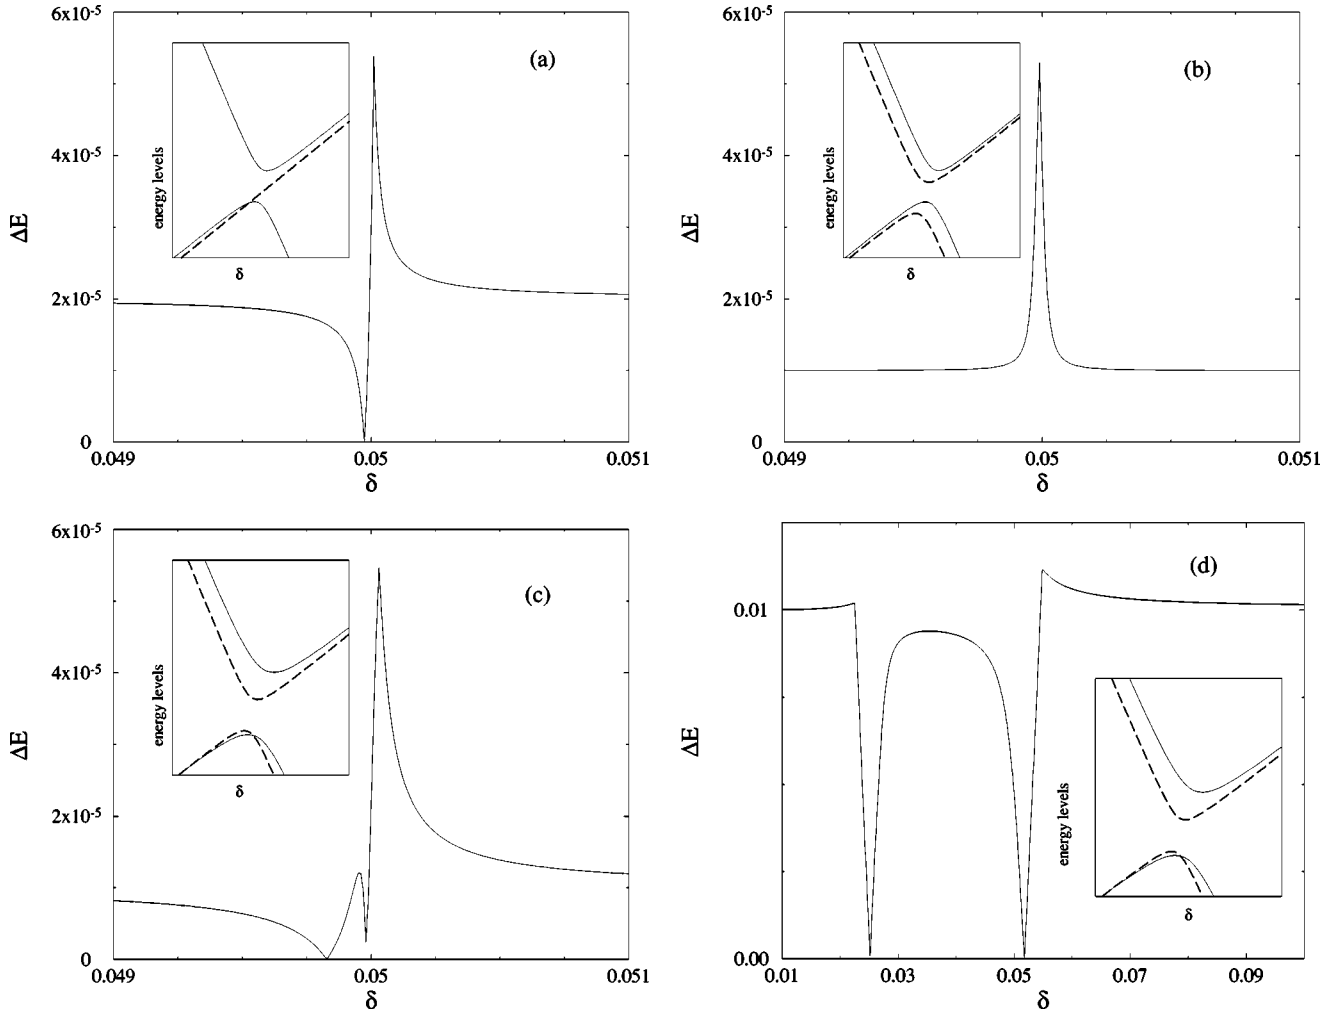 6x10-5
(a)
4x10-5
ΔE
energy levels
δ
2x10-5
0
0.049
0.05
0.051
δ
6x10-5
(b)
4x10-5
ΔE
energy levels
δ
2x10-5
0
0.049
0.05
0.051
δ
6x10-5
(c)
4x10-5
ΔE
energy levels
δ
2x10-5
0
0.049
0.05
0.051
δ
(d)
0.01
ΔE
energy levels
δ
0.00
0.01
0.03
0.05
0.07
0.09
δ